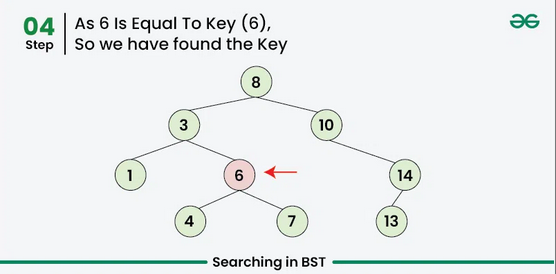 04
Step
As 6 Is Equal To Key (6),
So we have found the Key
8
3
10
1
6
14
4
7
13
Searching in BST